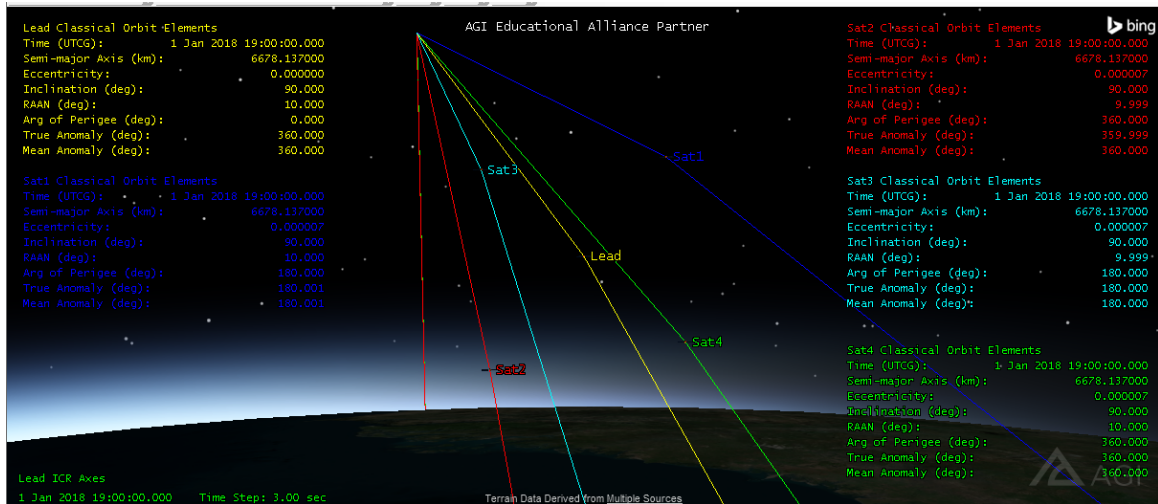 AGI Educational Alliance Partner
bing
Lead Classical Orbit Elements
Time (UTCG): 1 Jan 2018 19:00:00.000
Semi-major Axis (km): 6678.137000
Eccentricity: 0.000000
Inclination (deg): 90.000
RAAN (deg): 10.000
Arg of Perigee (deg): 0.000
True Anomaly (deg): 360.000
Mean Anomaly (deg): 360.000
Sat1 Classical Orbit Elements
Time (UTCG): 1 Jan 2018 19:00:00.000
Semi-major Axis (km): 6678.137000
Eccentricity: 0.000007
Inclination (deg): 90.000
RAAN (deg): 10.000
Arg of Perigee (deg): 180.000
True Anomaly (deg): 180.001
Mean Anomaly (deg): 180.001
Sat1
Sat3
Lead
Sat4
Sat2
Sat2 Classical Orbit Elements
Time (UTCG): 1 Jan 2018 19:00:00.000
Semi-major Axis (km): 6678.137000
Eccentricity: 0.000007
Inclination (deg): 90.000
RAAN (deg): 9.999
Arg of Perigee (deg): 360.000
True Anomaly (deg): 359.999
Mean Anomaly (deg): 360.000
Sat3 Classical Orbit Elements
Time (UTCG): 1 Jan 2018 19:00:00.000
Semi-major Axis (km): 6678.137000
Eccentricity: 0.000007
Inclination (deg): 90.000
RAAN (deg): 9.999
Arg of Perigee (deg): 180.000
True Anomaly (deg): 180.000
Mean Anomaly (deg): 180.000
Sat4 Classical Orbit Elements
Time (UTCG): 1 Jan 2018 19:00:00.000
Semi-major Axis (km): 6678.137000
Eccentricity: 0.000007
Inclination (deg): 90.000
RAAN (deg): 10.000
Arg of Perigee (deg): 360.000
True Anomaly (deg): 360.000
Mean Anomaly (deg): 360.000
AGI
Lead ICR Axes
1 Jan 2018 19:00:00.000 Time Step: 3.00 sec
Terrain Data Derived from Multiple Sources